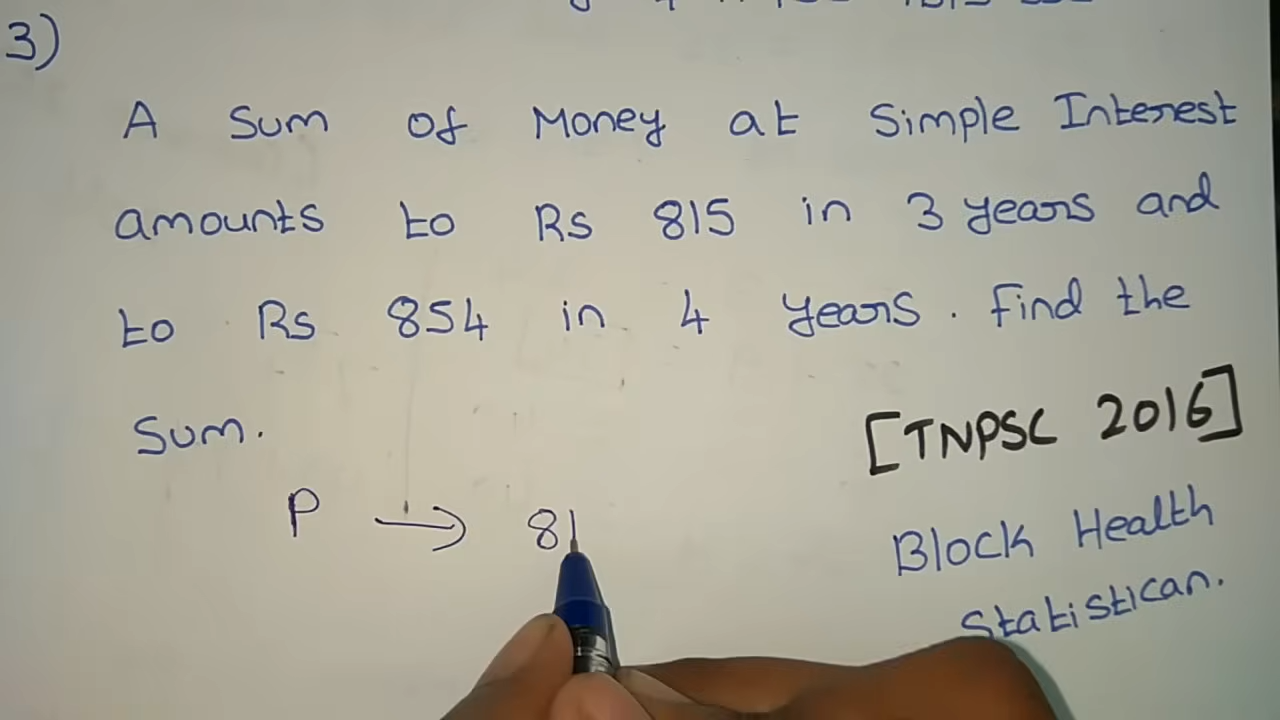 3)
A Sum of Money at Simple Interest
amounts to Rs 815 in 3 years and
to Rs 854 in 4 years. Find the
Sum.
[TNPSC 2016]
P → 81
Block Health
Statistican.